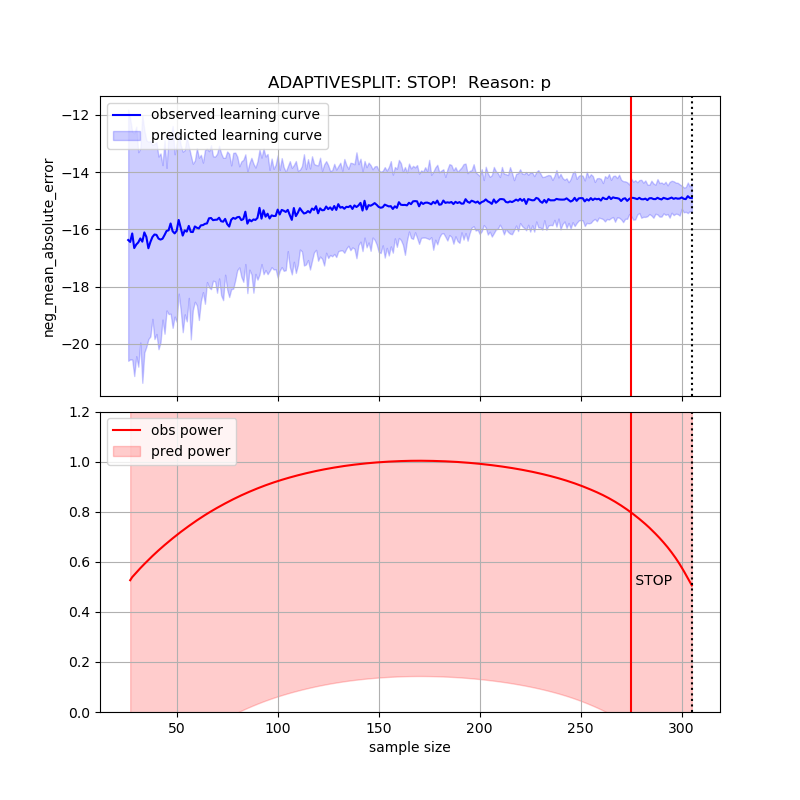 ADAPTIVESPLIT: STOP!  Reason: p
observed learning curve
predicted learning curve
neg_mean_absolute_error
−12
−14
−16
−18
−20
obs power
pred power
1.2
1.0
0.8
0.6
0.4
0.2
0.0
STOP
50 100 150 200 250 300
sample size